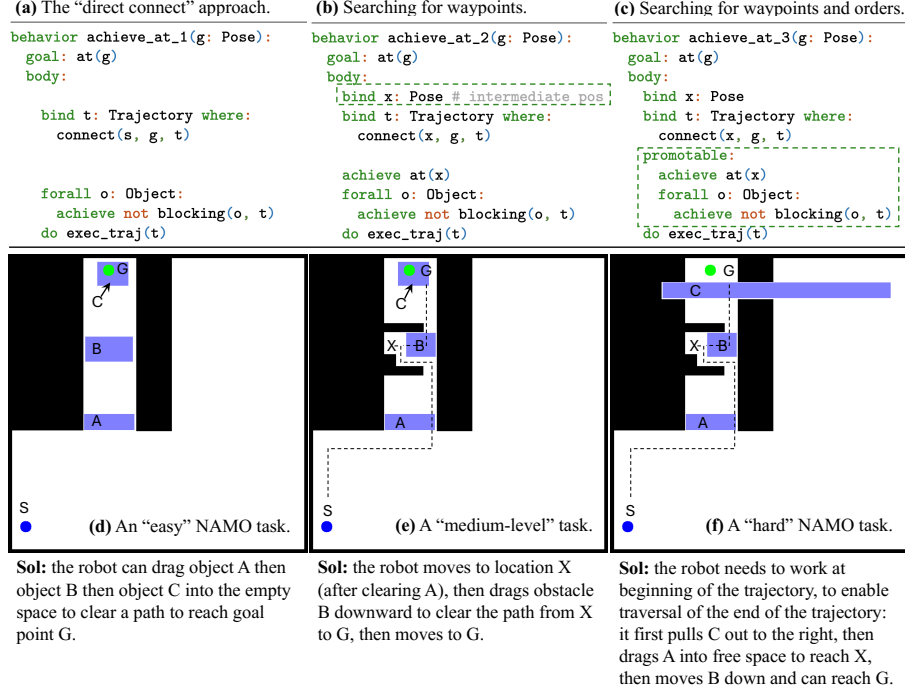 (a) The “direct connect” approach.
behavior achieve_at_1(g: Pose):
goal: at(g)
body:
bind t: Trajectory where:
connect(s, g, t)
forall o: Object:
achieve not blocking(o, t)
do exec_traj(t)
(b) Searching for waypoints.
behavior achieve_at_2(g: Pose):
goal: at(g)
body:
bind x: Pose # intermediate pos
bind t: Trajectory where:
connect(x, g, t)
achieve at(x)
forall o: Object:
achieve not blocking(o, t)
do exec_traj(t)
(c) Searching for waypoints and orders.
behavior achieve_at_3(g: Pose):
goal: at(g)
body:
bind x: Pose
bind t: Trajectory where:
connect(x, g, t)
promotable:
achieve at(x)
forall o: Object:
achieve not blocking(o, t)
do exec_traj(t)
G
C
B
A
S
(d) An “easy” NAMO task.
G
C
X
B
A
S
(e) A “medium-level” task.
G
C
X
B
A
S
(f) A “hard” NAMO task.
Sol: the robot can drag object A then
object B then object C into the empty
space to clear a path to reach goal
point G.
Sol: the robot moves to location X
(after clearing A), then drags obstacle
B downward to clear the path from X
to G, then moves to G.
Sol: the robot needs to work at
beginning of the trajectory, to enable
traversal of the end of the trajectory:
it first pulls C out to the right, then
drags A into free space to reach X,
then moves B down and can reach G.